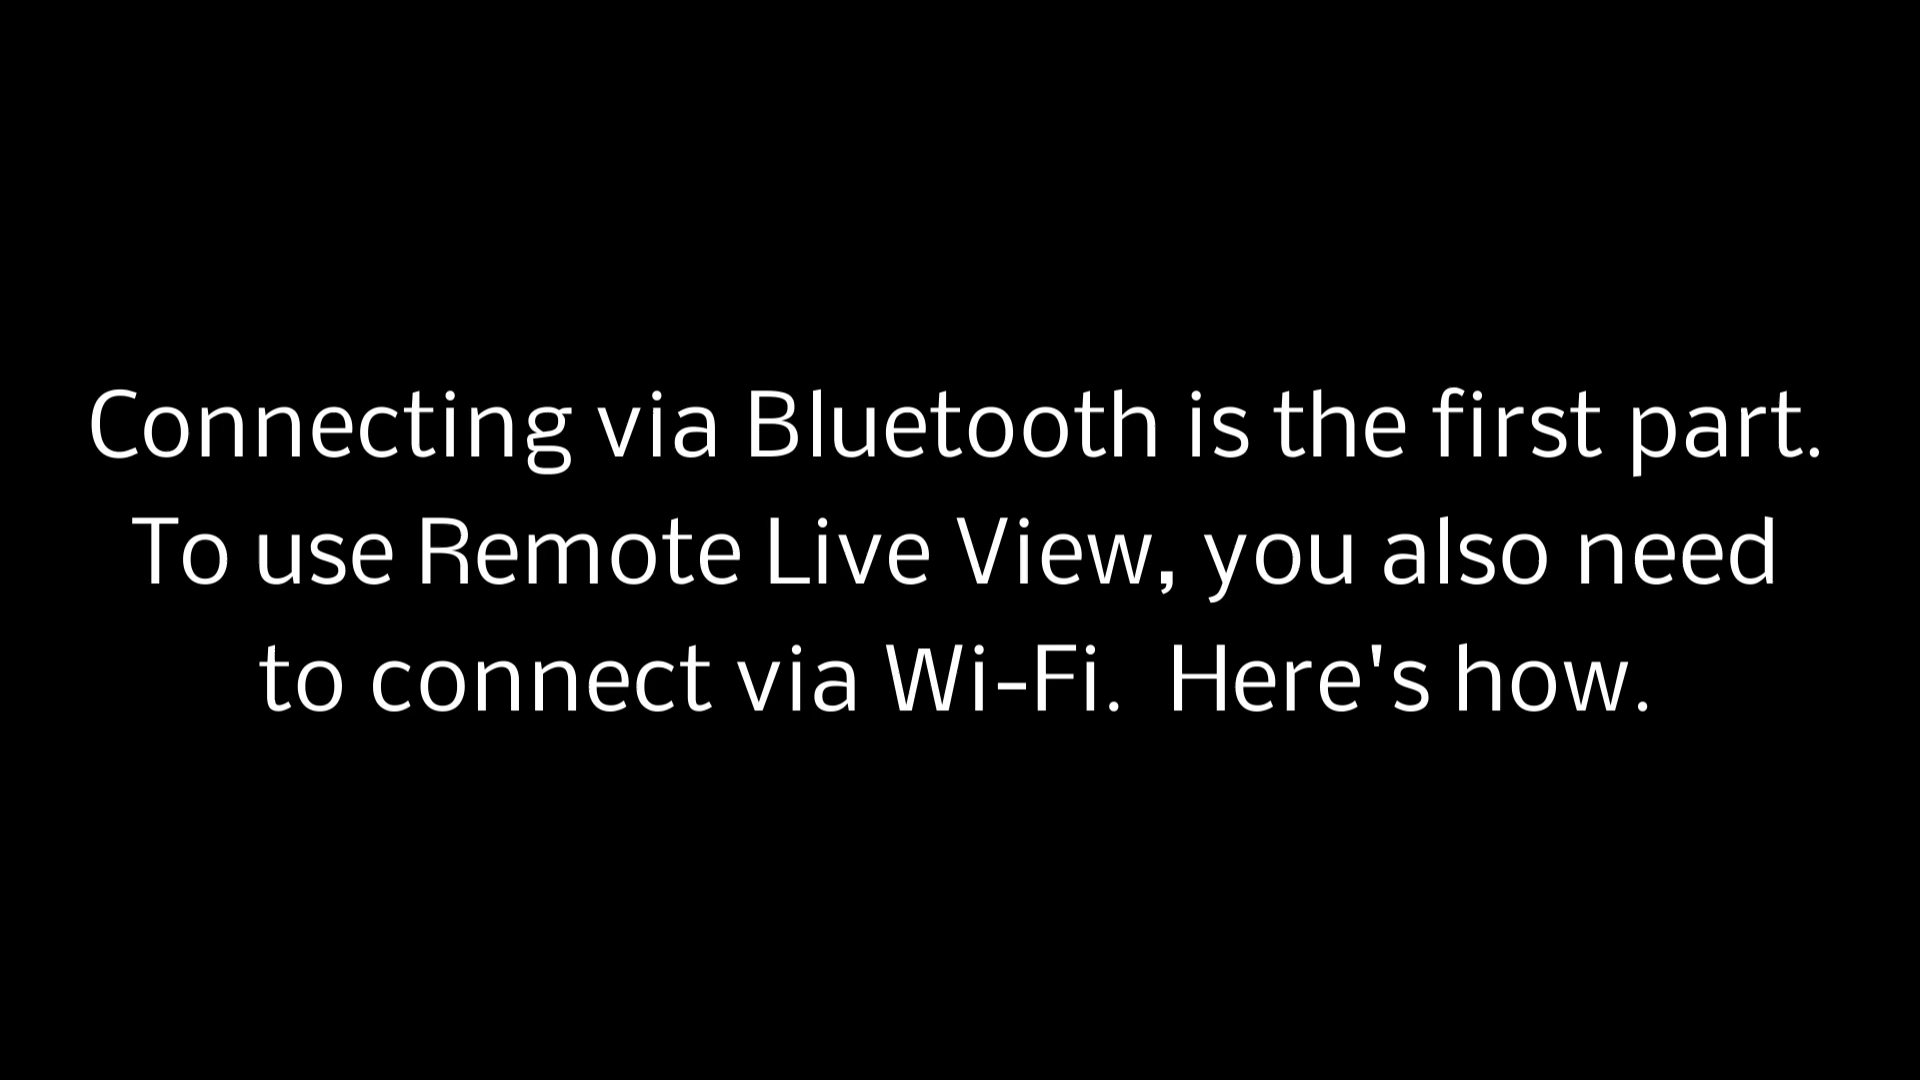 Connecting via Bluetooth is the first part.
To use Remote Live View, you also need
to connect via Wi-Fi.  Here's how.